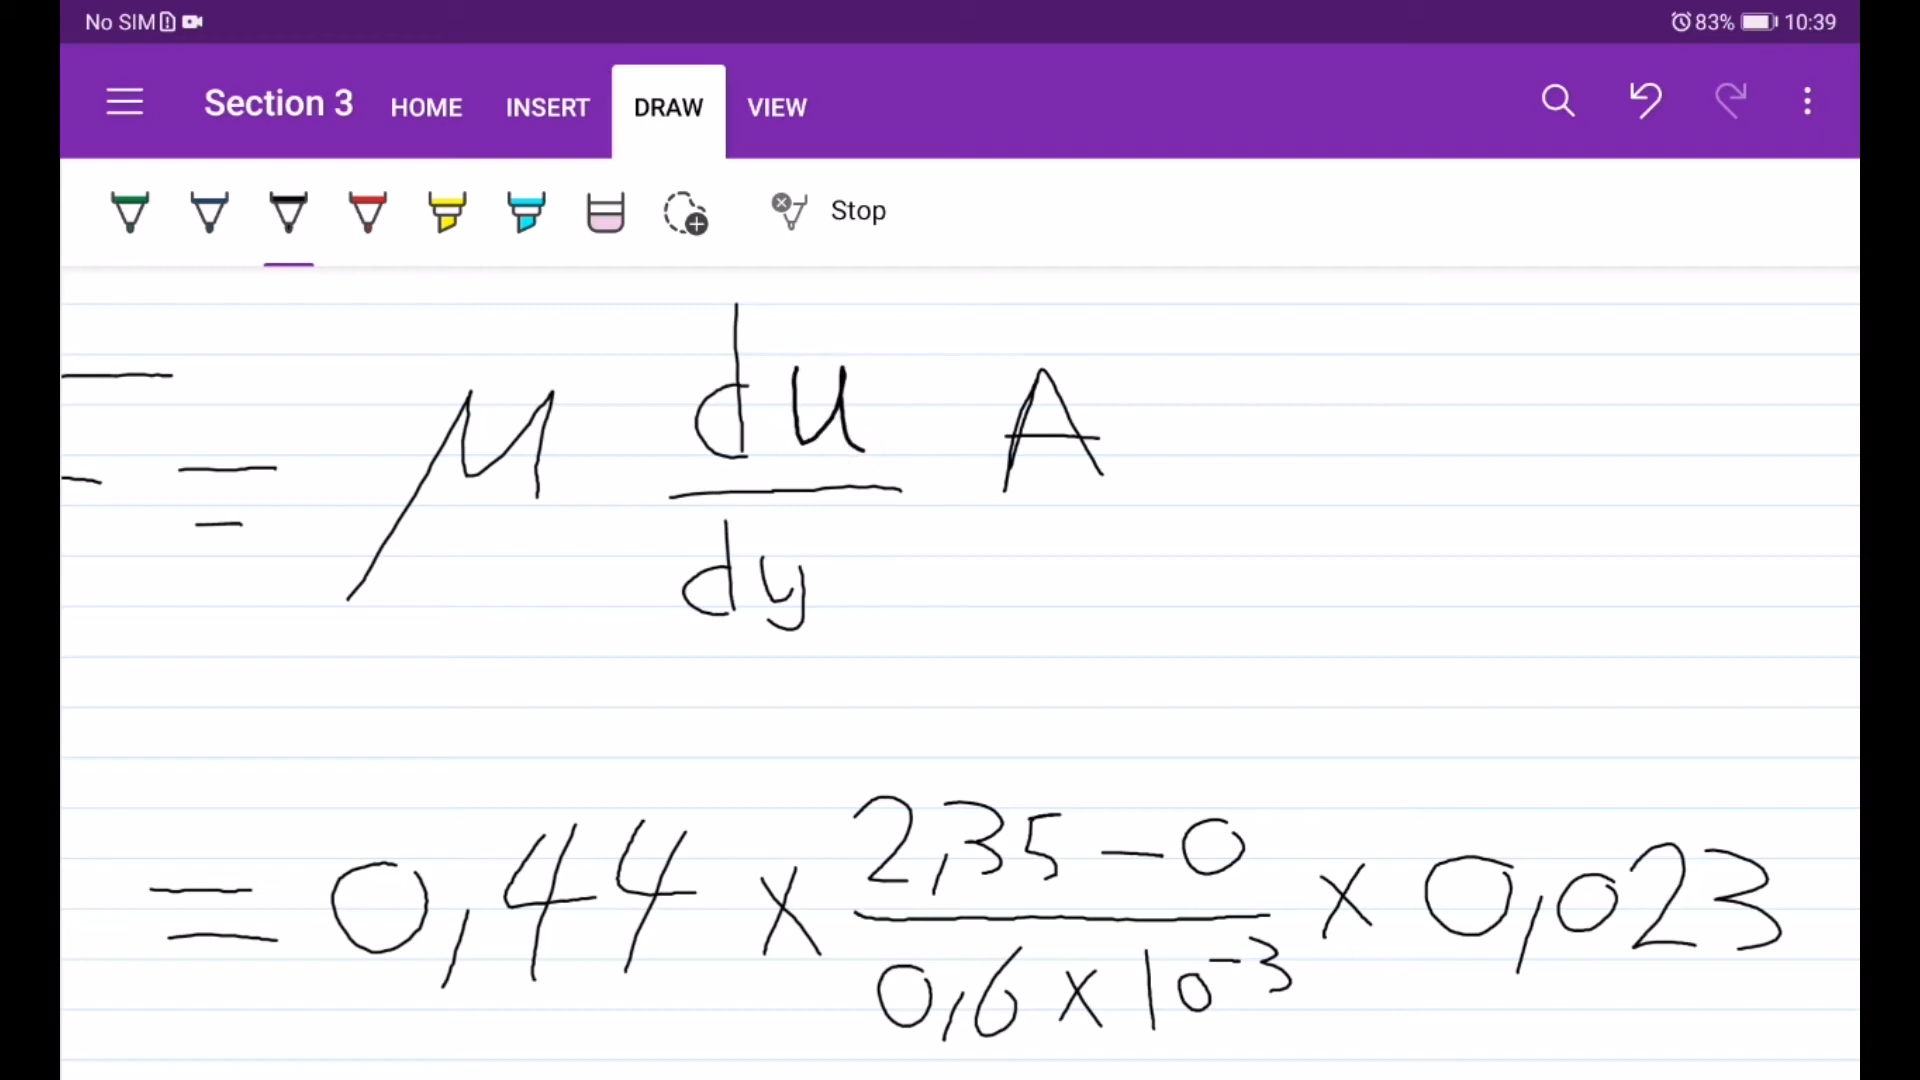 No SIM 83% 10:39
Section 3 HOME INSERT DRAW VIEW
Stop
= μ du/dy A
= 0,44 × (2,35 - 0)/(0,6 × 10⁻³) × 0,023